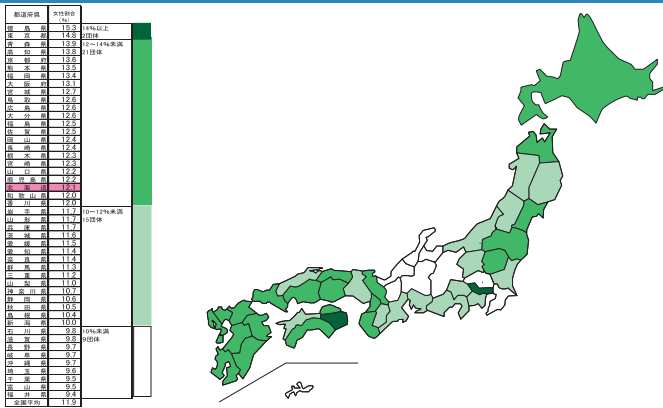 都道府県 女性割合
(%)
徳島県 15.3 14%以上
東京都 14.8 2団体
青森県 13.9 12～14%未満
高知県 13.8 21団体
京都府 13.6
熊本県 13.5
福岡県 13.4
大阪府 13.1
宮城県 12.7
鳥取県 12.6
広島県 12.6
大分県 12.6
福島県 12.5
佐賀県 12.5
岡山県 12.4
長崎県 12.4
栃木県 12.3
宮崎県 12.3
山口県 12.2
鹿児島県 12.2
北海道 12.1
和歌山県 12.0
香川県 12.0
岩手県 11.7 10～12%未満
山形県 11.7 15団体
兵庫県 11.7
茨城県 11.6
愛媛県 11.5
愛知県 11.4
奈良県 11.4
群馬県 11.3
三重県 11.2
山梨県 11.0
神奈川県 10.7
静岡県 10.6
秋田県 10.5
島根県 10.4
新潟県 10.0
石川県 9.8 10%未満
滋賀県 9.8 9団体
長野県 9.7
岐阜県 9.7
沖縄県 9.7
埼玉県 9.6
千葉県 9.5
富山県 9.5
福井県 9.4
全国平均 11.9